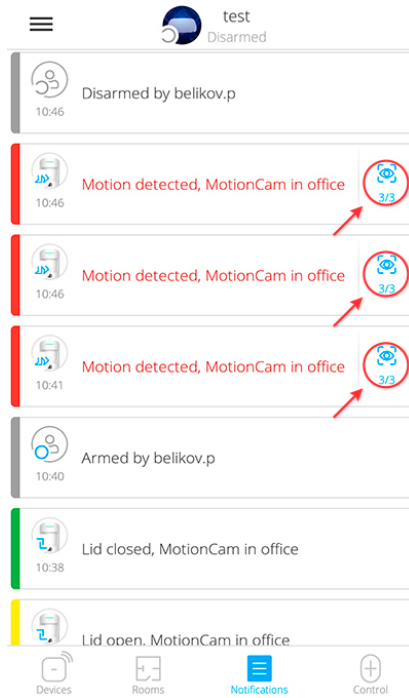 test
Disarmed
Disarmed by belikov.p
10:46
Motion detected, MotionCam in office
3/3
10:46
Motion detected, MotionCam in office
3/3
10:46
Motion detected, MotionCam in office
3/3
10:41
Armed by belikov.p
10:40
Lid closed, MotionCam in office
10:38
Lid open, MotionCam in office
Devices
Rooms
Notifications
Control